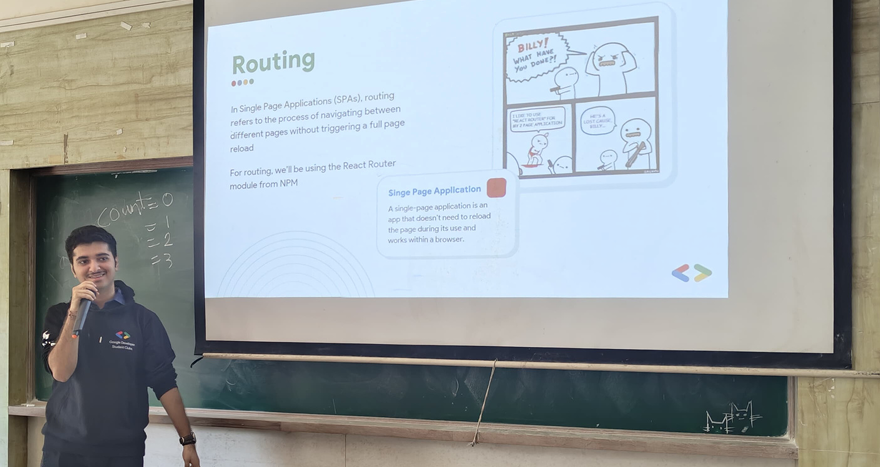 Routing
In Single Page Applications (SPAs), routing
refers to the process of navigating between
different pages without triggering a full page
reload
For routing, we'll be using the React Router
module from NPM
BILLY!
WHAT HAVE
YOU DONE?!
I LIKE TO USE
"REACT ROUTER" FOR
MY 2 PAGE APPLICATION!
HE'S A
LOST CAUSE
BILLY...
Singe Page Application
A single-page application is an
app that doesn't need to reload
the page during its use and
works within a browser.
count = 0
= 1
= 2
= 3
Google Developer
Student Clubs